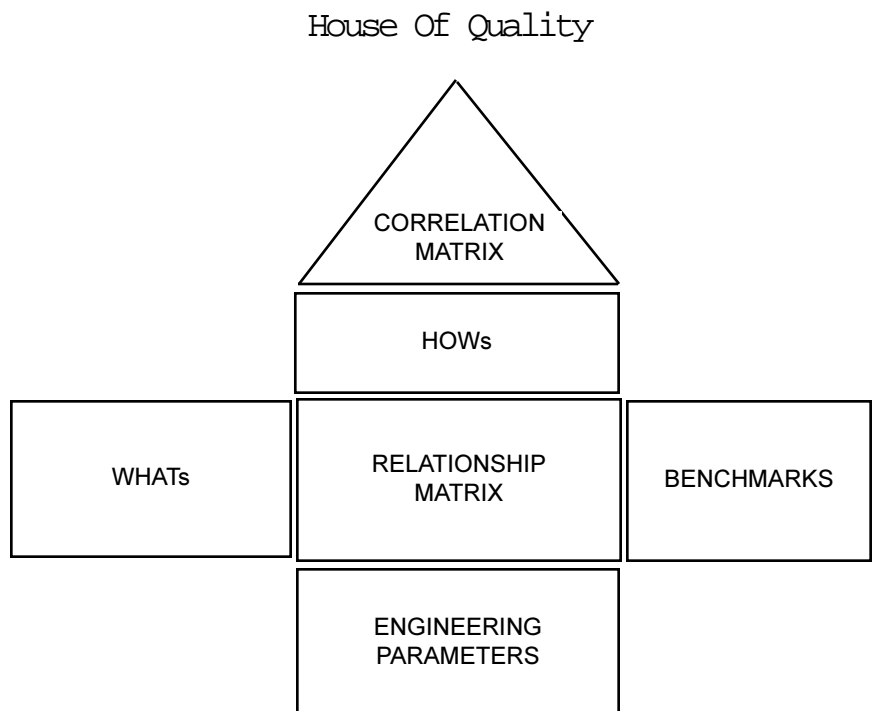 House Of Quality
CORRELATION
MATRIX
HOWs
WHATs
RELATIONSHIP
MATRIX
BENCHMARKS
ENGINEERING
PARAMETERS